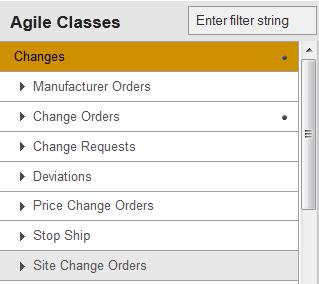 Agile Classes
Enter filter string
Changes
Manufacturer Orders
Change Orders
Change Requests
Deviations
Price Change Orders
Stop Ship
Site Change Orders